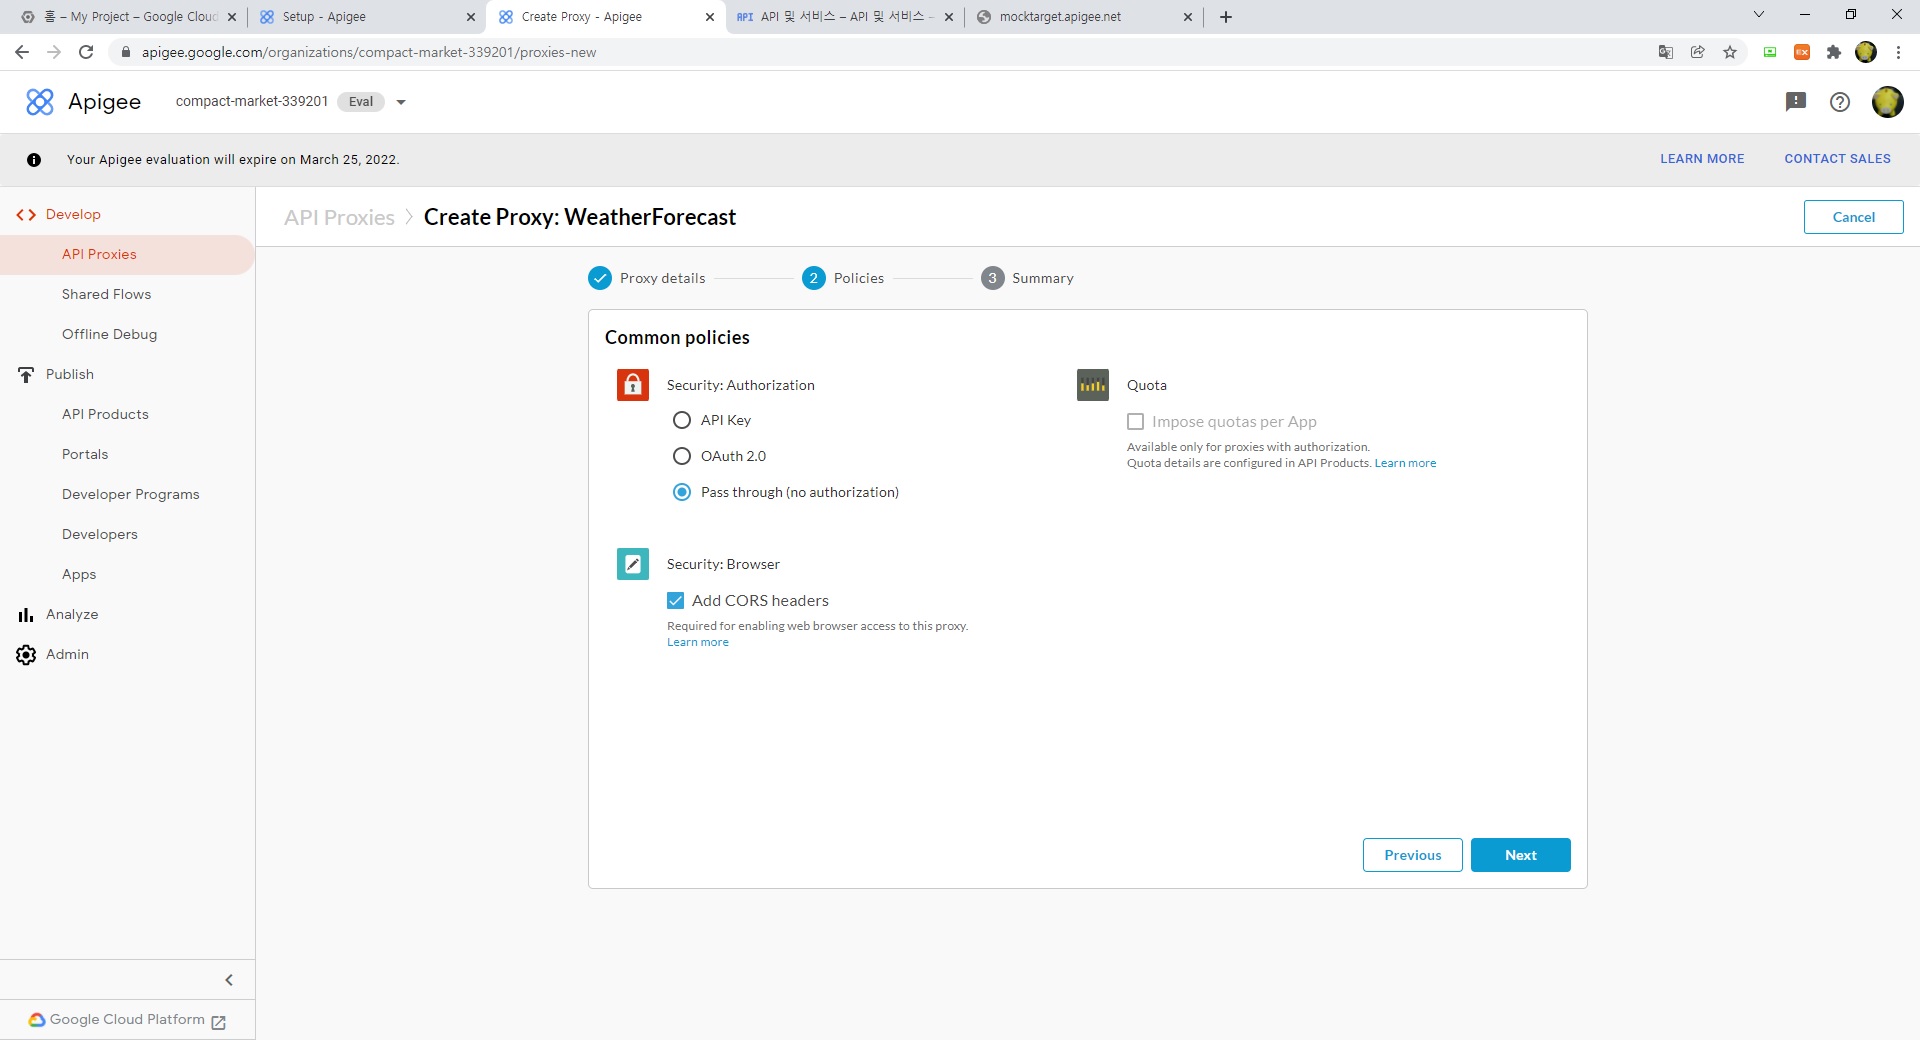 홈 – My Project – Google Cloud
Setup - Apigee
Create Proxy - Apigee
API API 및 서비스 – API 및 서비스 –
mocktarget.apigee.net
apigee.google.com/organizations/compact-market-339201/proxies-new
EX
Apigee
compact-market-339201 Eval
Your Apigee evaluation will expire on March 25, 2022.
LEARN MORE
CONTACT SALES
Develop
API Proxies
Shared Flows
Offline Debug
Publish
API Products
Portals
Developer Programs
Developers
Apps
Analyze
Admin
Google Cloud Platform
API Proxies
Create Proxy: WeatherForecast
Cancel
Proxy details
2 Policies
3 Summary
Common policies
Security: Authorization
API Key
OAuth 2.0
Pass through (no authorization)
Quota
Impose quotas per App
Available only for proxies with authorization.
Quota details are configured in API Products. Learn more
Security: Browser
Add CORS headers
Required for enabling web browser access to this proxy.
Learn more
Previous
Next